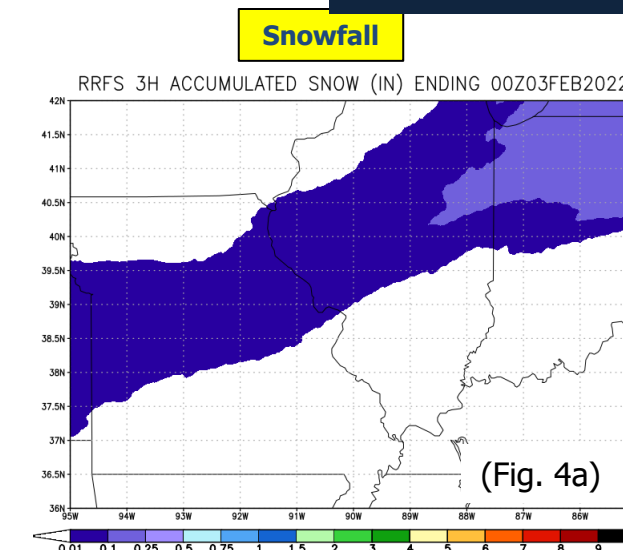 Snowfall
RRFS 3H ACCUMULATED SNOW (IN) ENDING 00Z03FEB2022
42N
41.5N
41N
40.5N
40N
39.5N
39N
38.5N
38N
37.5N
37N
36.5N
36N
(Fig. 4a)
95W 94W 93W 92W 91W 90W 89W 88W 87W 86W
0.01 0.1 0.25 0.5 0.75 1 1.5 2 3 4 5 6 7 8 9